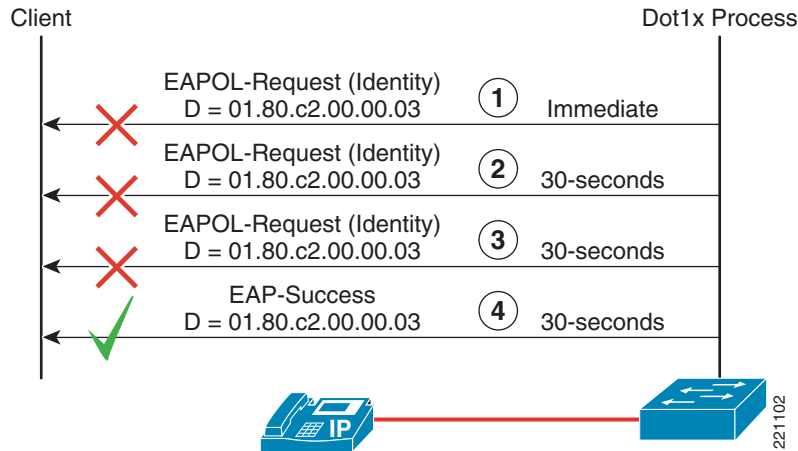 Client
Dot1x Process
EAPOL-Request (Identity)
D = 01.80.c2.00.00.03
1
Immediate
EAPOL-Request (Identity)
D = 01.80.c2.00.00.03
2
30-seconds
EAPOL-Request (Identity)
D = 01.80.c2.00.00.03
3
30-seconds
EAP-Success
D = 01.80.c2.00.00.03
4
30-seconds
IP
221102